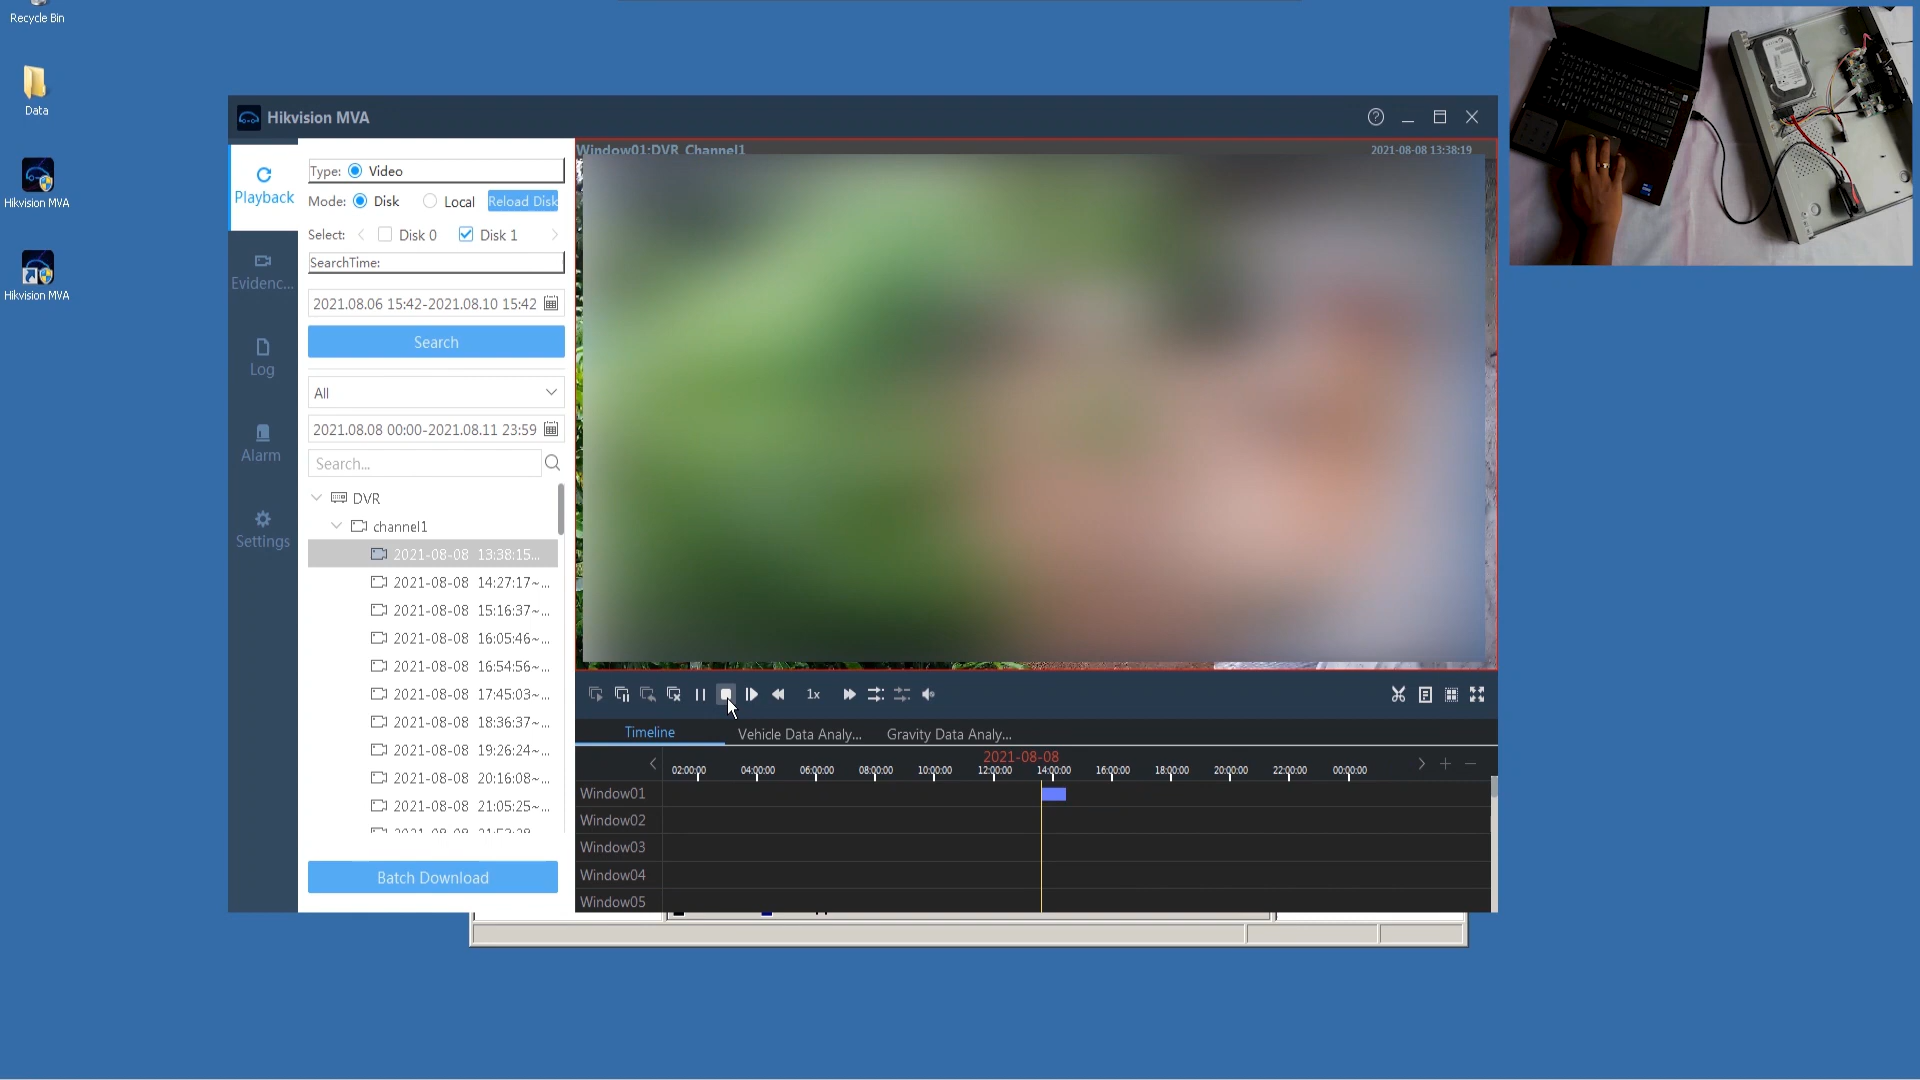 Recycle Bin
Data
Hikvision MVA
Hikvision MVA
Hikvision MVA
Playback
Evidenc...
Log
Alarm
Settings
Type: Video
Mode: Disk Local Reload Disk
Select: Disk 0 Disk 1
SearchTime:
2021.08.06 15:42-2021.08.10 15:42
Search
All
2021.08.08 00:00-2021.08.11 23:59
Search...
DVR
channel1
2021-08-08 13:38:15...
2021-08-08 14:27:17~...
2021-08-08 15:16:37~...
2021-08-08 16:05:46~...
2021-08-08 16:54:56~...
2021-08-08 17:45:03~...
2021-08-08 18:36:37~...
2021-08-08 19:26:24~...
2021-08-08 20:16:08~...
2021-08-08 21:05:25~...
Batch Download
Window01:DVR_Channel1 2021-08-08 13:38:19
1x
Timeline Vehicle Data Analy... Gravity Data Analy...
2021-08-08
02:00:00 04:00:00 06:00:00 08:00:00 10:00:00 12:00:00 14:00:00 16:00:00 18:00:00 20:00:00 22:00:00 00:00:00
Window01
Window02
Window03
Window04
Window05